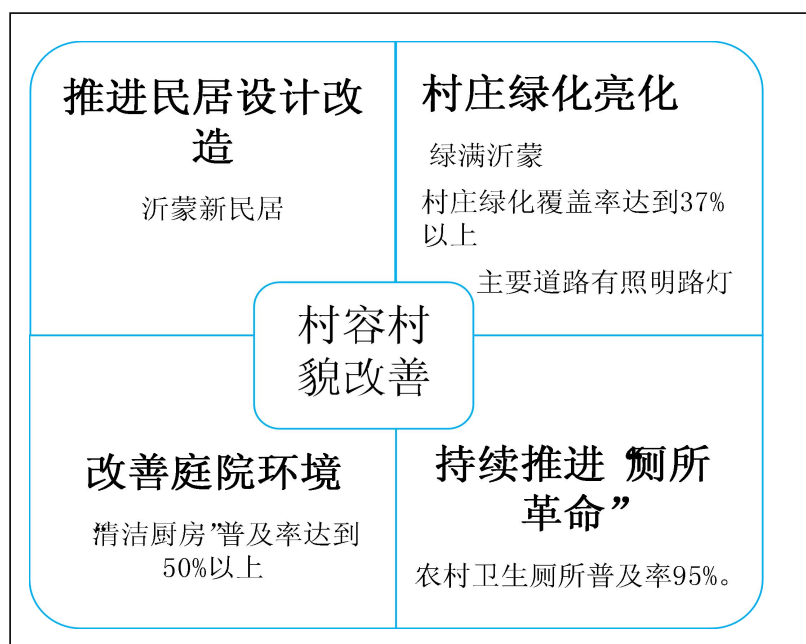 推进民居设计改
造
沂蒙新民居
村庄绿化亮化
绿满沂蒙
村庄绿化覆盖率达到37%
以上
主要道路有照明路灯
村容村
貌改善
改善庭院环境
“清洁厨房”普及率达到
50%以上
持续推进“厕所
革命”
农村卫生厕所普及率95%。